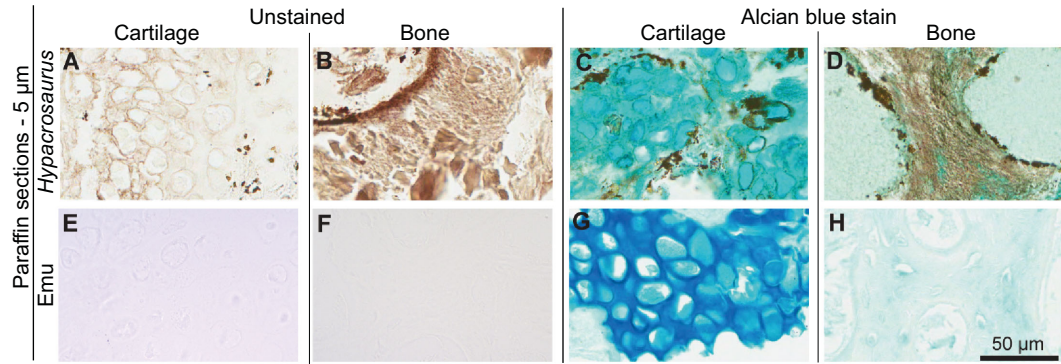 Unstained
Alcian blue stain
Cartilage
Bone
Cartilage
Bone
Paraffin sections - 5 µm
Hypacrosaurus
A
B
C
D
Emu
E
F
G
H
50 µm